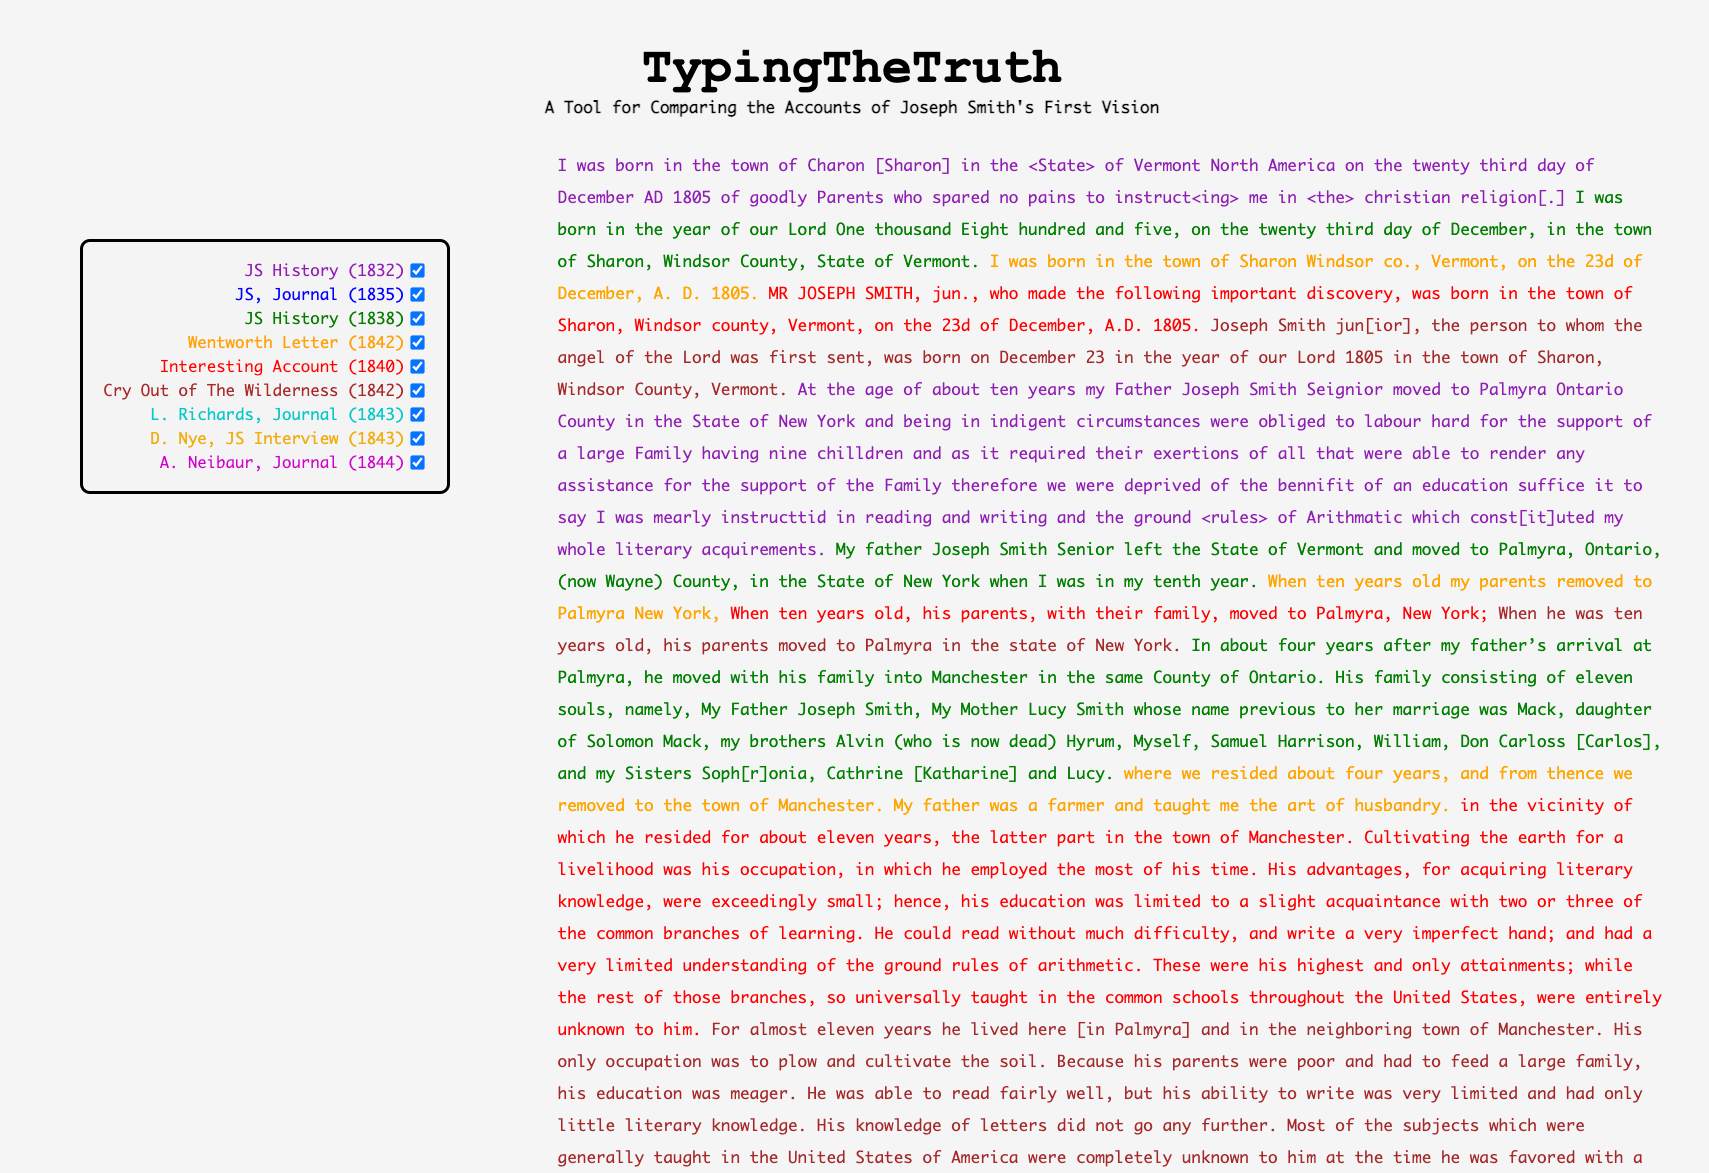 TypingTheTruth
A Tool for Comparing the Accounts of Joseph Smith's First Vision
JS History (1832)
JS, Journal (1835)
JS History (1838)
Wentworth Letter (1842)
Interesting Account (1840)
Cry Out of The Wilderness (1842)
L. Richards, Journal (1843)
D. Nye, JS Interview (1843)
A. Neibaur, Journal (1844)
I was born in the town of Charon [Sharon] in the <State> of Vermont North America on the twenty third day of
December AD 1805 of goodly Parents who spared no pains to instruct<ing> me in <the> christian religion[.] I was
born in the year of our Lord One thousand Eight hundred and five, on the twenty third day of December, in the town
of Sharon, Windsor County, State of Vermont. I was born in the town of Sharon Windsor co., Vermont, on the 23d of
December, A. D. 1805. MR JOSEPH SMITH, jun., who made the following important discovery, was born in the town of
Sharon, Windsor county, Vermont, on the 23d of December, A.D. 1805. Joseph Smith jun[ior], the person to whom the
angel of the Lord was first sent, was born on December 23 in the year of our Lord 1805 in the town of Sharon,
Windsor County, Vermont. At the age of about ten years my Father Joseph Smith Seignior moved to Palmyra Ontario
County in the State of New York and being in indigent circumstances were obliged to labour hard for the support of
a large Family having nine chilldren and as it required their exertions of all that were able to render any
assistance for the support of the Family therefore we were deprived of the bennifit of an education suffice it to
say I was mearly instructtid in reading and writing and the ground <rules> of Arithmatic which const[it]uted my
whole literary acquirements. My father Joseph Smith Senior left the State of Vermont and moved to Palmyra, Ontario,
(now Wayne) County, in the State of New York when I was in my tenth year. When ten years old my parents removed to
Palmyra New York, When ten years old, his parents, with their family, moved to Palmyra, New York; When he was ten
years old, his parents moved to Palmyra in the state of New York. In about four years after my father’s arrival at
Palmyra, he moved with his family into Manchester in the same County of Ontario. His family consisting of eleven
souls, namely, My Father Joseph Smith, My Mother Lucy Smith whose name previous to her marriage was Mack, daughter
of Solomon Mack, my brothers Alvin (who is now dead) Hyrum, Myself, Samuel Harrison, William, Don Carloss [Carlos],
and my Sisters Soph[r]onia, Cathrine [Katharine] and Lucy. where we resided about four years, and from thence we
removed to the town of Manchester. My father was a farmer and taught me the art of husbandry. in the vicinity of
which he resided for about eleven years, the latter part in the town of Manchester. Cultivating the earth for a
livelihood was his occupation, in which he employed the most of his time. His advantages, for acquiring literary
knowledge, were exceedingly small; hence, his education was limited to a slight acquaintance with two or three of
the common branches of learning. He could read without much difficulty, and write a very imperfect hand; and had a
very limited understanding of the ground rules of arithmetic. These were his highest and only attainments; while
the rest of those branches, so universally taught in the common schools throughout the United States, were entirely
unknown to him. For almost eleven years he lived here [in Palmyra] and in the neighboring town of Manchester. His
only occupation was to plow and cultivate the soil. Because his parents were poor and had to feed a large family,
his education was meager. He was able to read fairly well, but his ability to write was very limited and had only
little literary knowledge. His knowledge of letters did not go any further. Most of the subjects which were
generally taught in the United States of America were completely unknown to him at the time he was favored with a